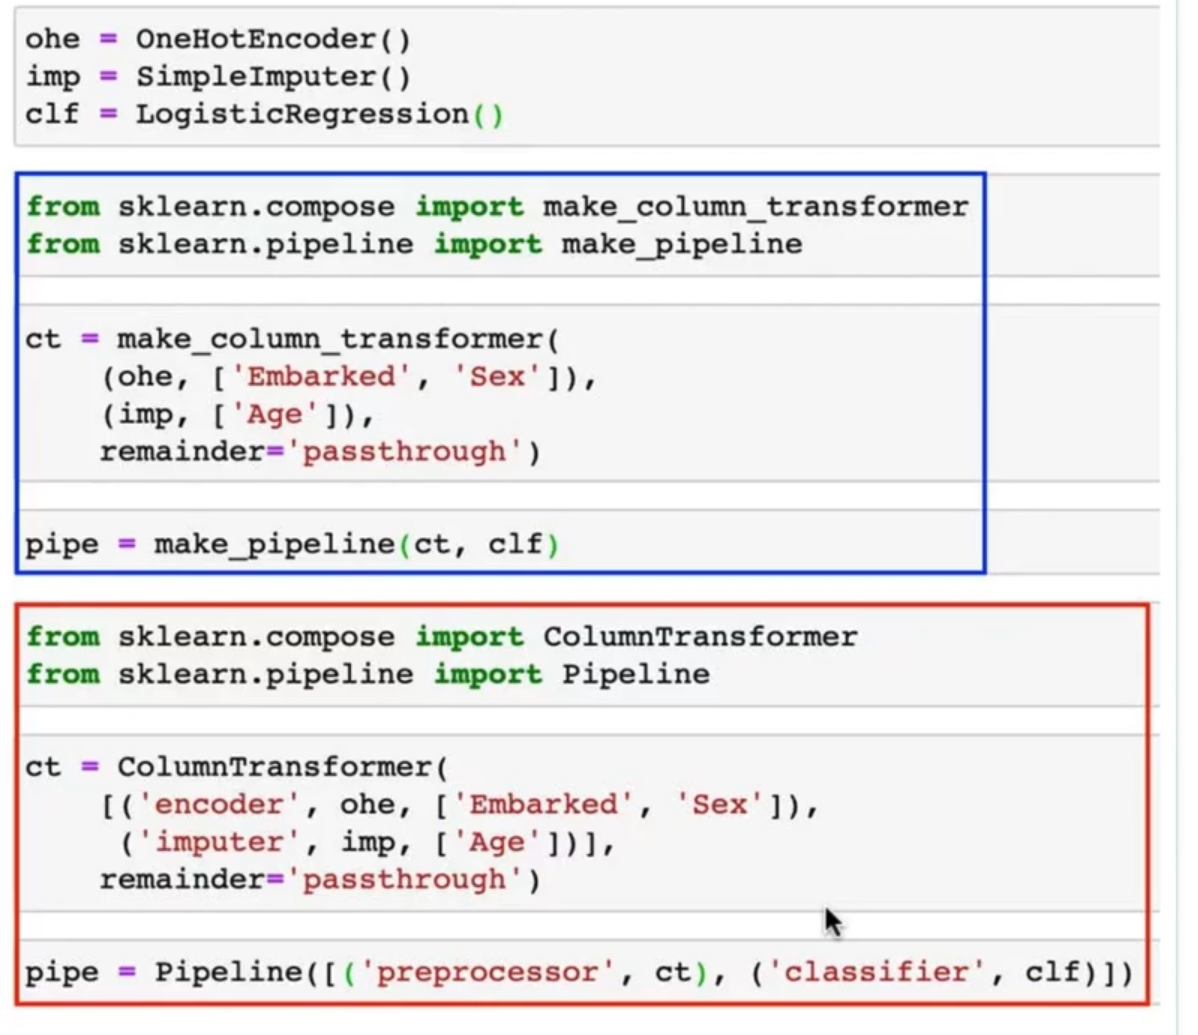 ohe = OneHotEncoder()
imp = SimpleImputer()
clf = LogisticRegression()
from sklearn.compose import make_column_transformer
from sklearn.pipeline import make_pipeline
ct = make_column_transformer(
    (ohe, ['Embarked', 'Sex']),
    (imp, ['Age']),
    remainder='passthrough')
pipe = make_pipeline(ct, clf)
from sklearn.compose import ColumnTransformer
from sklearn.pipeline import Pipeline
ct = ColumnTransformer(
    [('encoder', ohe, ['Embarked', 'Sex']),
     ('imputer', imp, ['Age'])],
    remainder='passthrough')
pipe = Pipeline([('preprocessor', ct), ('classifier', clf)])